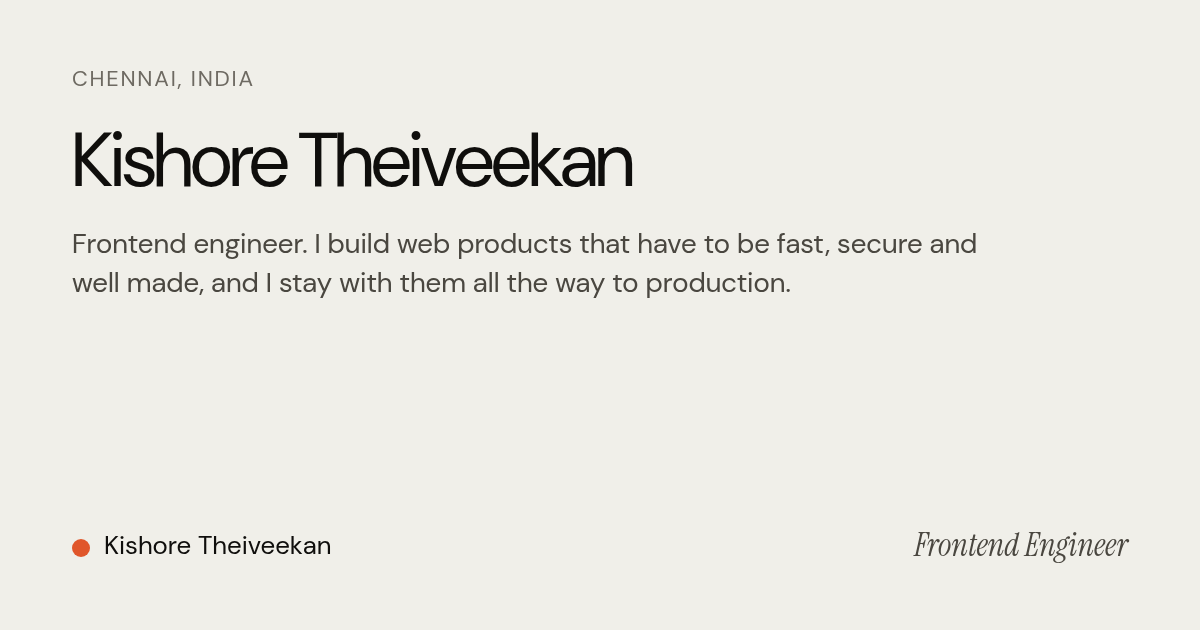 CHENNAI, INDIA
Kishore Theiveekan
Frontend engineer. I build web products that have to be fast, secure and
well made, and I stay with them all the way to production.
Kishore Theiveekan
Frontend Engineer